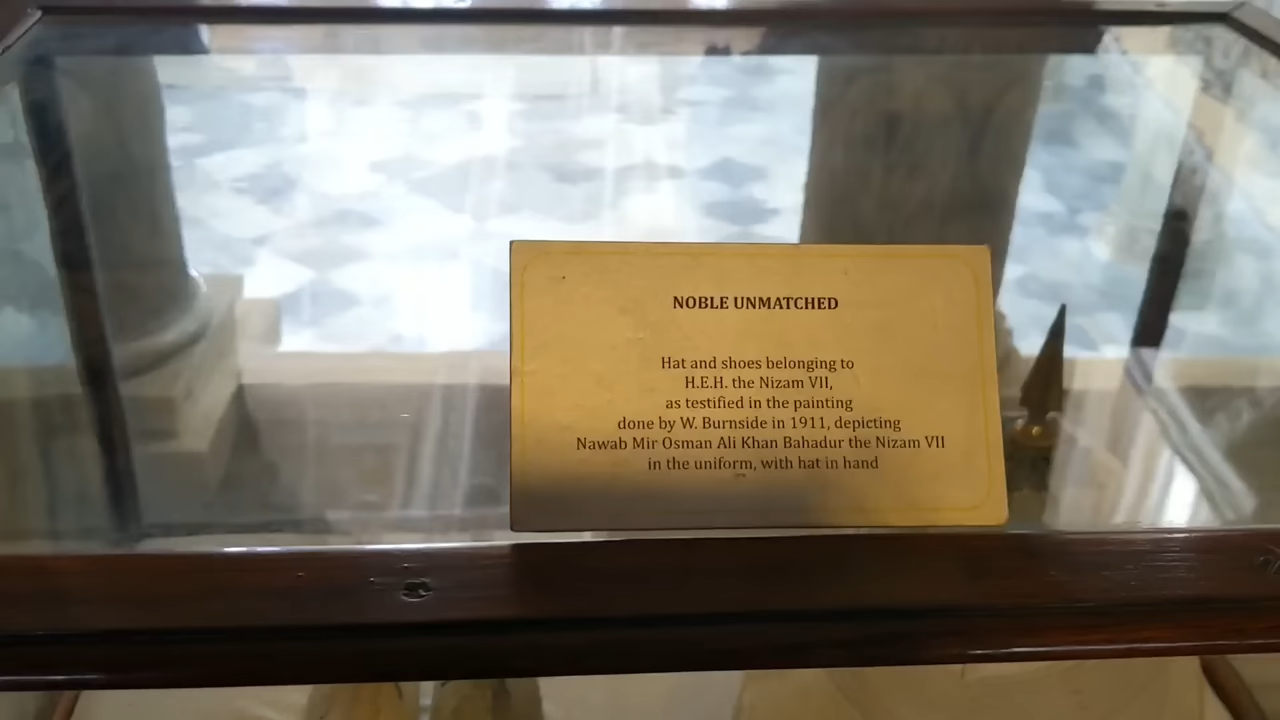 NOBLE UNMATCHED
Hat and shoes belonging to
H.E.H. the Nizam VII,
as testified in the painting
done by W. Burnside in 1911, depicting
Nawab Mir Osman Ali Khan Bahadur the Nizam VII
in the uniform, with hat in hand